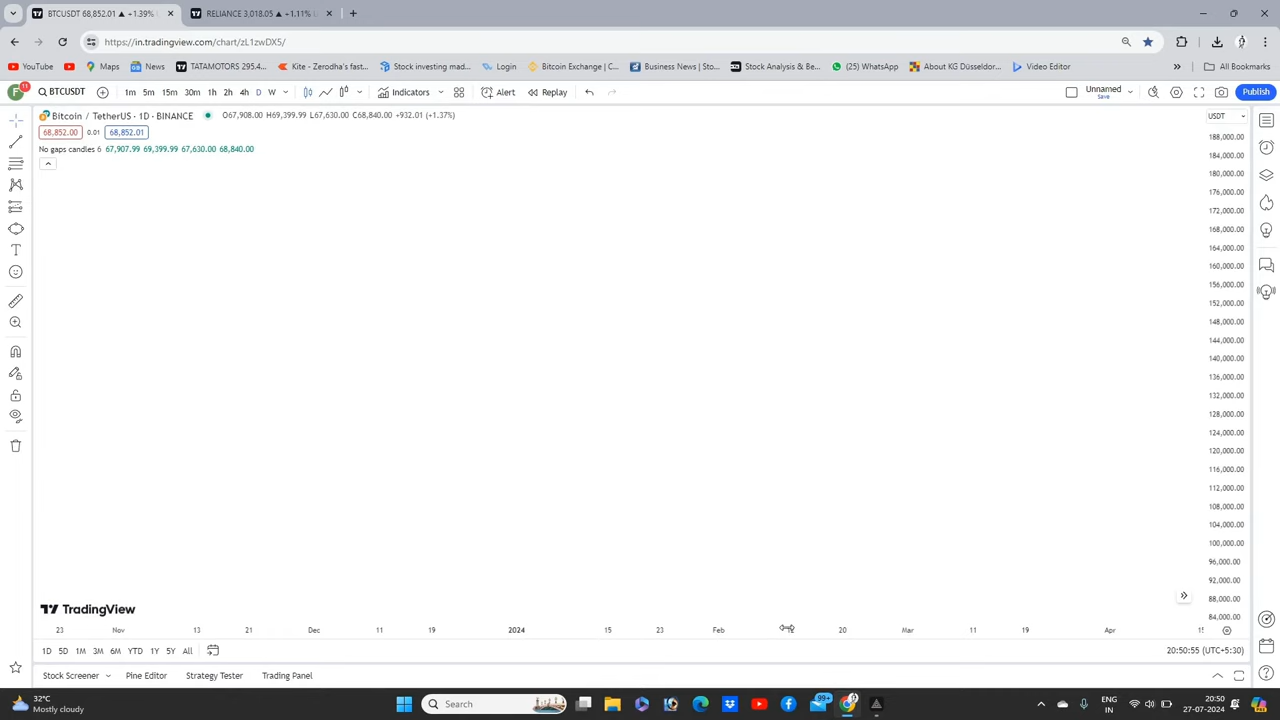 BTCUSDT 68,852.01 ▲ +1.39%
RELIANCE 3,018.05 ▲ +1.11%
https://in.tradingview.com/chart/zL1zwDX5/
YouTube
Maps
News
TATAMOTORS 295.4...
Kite - Zerodha's fast...
Stock investing mad...
Login
Bitcoin Exchange | C...
Business News | Sto...
Stock Analysis & Be...
(25) WhatsApp
About KG Düsseldor...
Video Editor
All Bookmarks
F 11 BTCUSDT 1m 5m 15m 30m 1h 2h 4h D W Indicators Alert Replay Unnamed Save Publish
Bitcoin / TetherUS · 1D · BINANCE O67,908.00 H69,399.99 L67,630.00 C68,840.00 +932.01 (+1.37%) USDT
68,852.00 0.01 68,852.01
No gaps candles 6 67,907.99 69,399.99 67,630.00 68,840.00
188,000.00
184,000.00
180,000.00
176,000.00
172,000.00
168,000.00
164,000.00
160,000.00
156,000.00
152,000.00
148,000.00
144,000.00
140,000.00
136,000.00
132,000.00
128,000.00
124,000.00
120,000.00
116,000.00
112,000.00
108,000.00
104,000.00
100,000.00
96,000.00
92,000.00
88,000.00
84,000.00
TradingView
23 Nov 13 21 Dec 11 19 2024 15 23 Feb 12 20 Mar 11 19 Apr
1D 5D 1M 3M 6M YTD 1Y 5Y All 20:50:55 (UTC+5:30)
Stock Screener Pine Editor Strategy Tester Trading Panel
32°C
Mostly cloudy
Search
99+
ENG
IN
20:50
27-07-2024